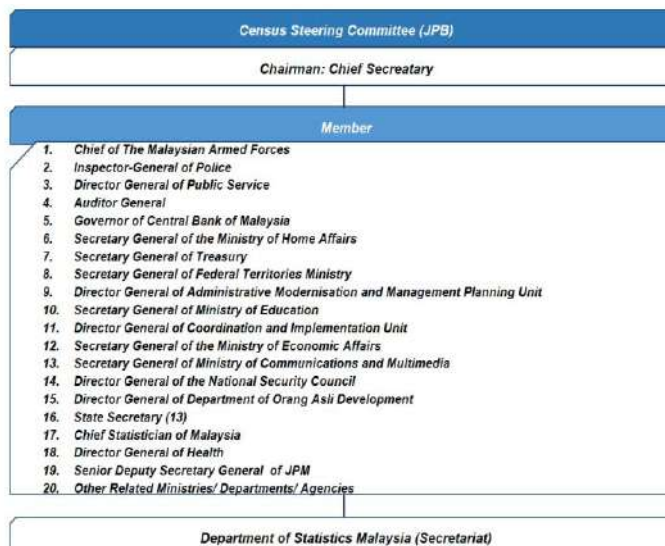 Census Steering Committee (JPB)
Chairman: Chief Secreatary
Member
1. Chief of The Malaysian Armed Forces
2. Inspector-General of Police
3. Director General of Public Service
4. Auditor General
5. Governor of Central Bank of Malaysia
6. Secretary General of the Ministry of Home Affairs
7. Secretary General of Treasury
8. Secretary General of Federal Territories Ministry
9. Director General of Administrative Modernisation and Management Planning Unit
10. Secretary General of Ministry of Education
11. Director General of Coordination and Implementation Unit
12. Secretary General of the Ministry of Economic Affairs
13. Secretary General of Ministry of Communications and Multimedia
14. Director General of the National Security Council
15. Director General of Department of Orang Asli Development
16. State Secretary (13)
17. Chief Statistician of Malaysia
18. Director General of Health
19. Senior Deputy Secretary General of JPM
20. Other Related Ministries/ Departments/ Agencies
Department of Statistics Malaysia (Secretariat)